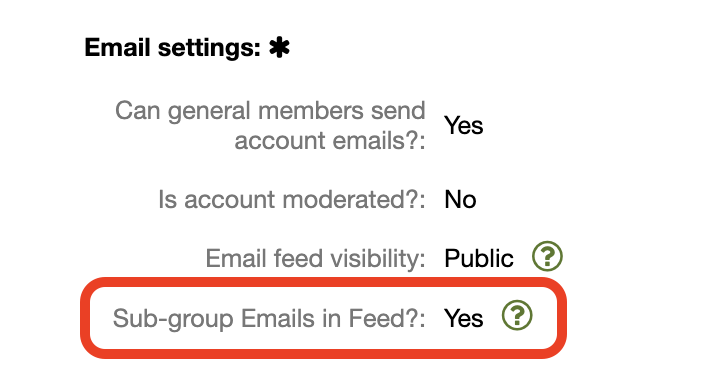 Email settings: ✱
Can general members send
account emails?: Yes
Is account moderated?: No
Email feed visibility: Public ?
Sub-group Emails in Feed?: Yes ?